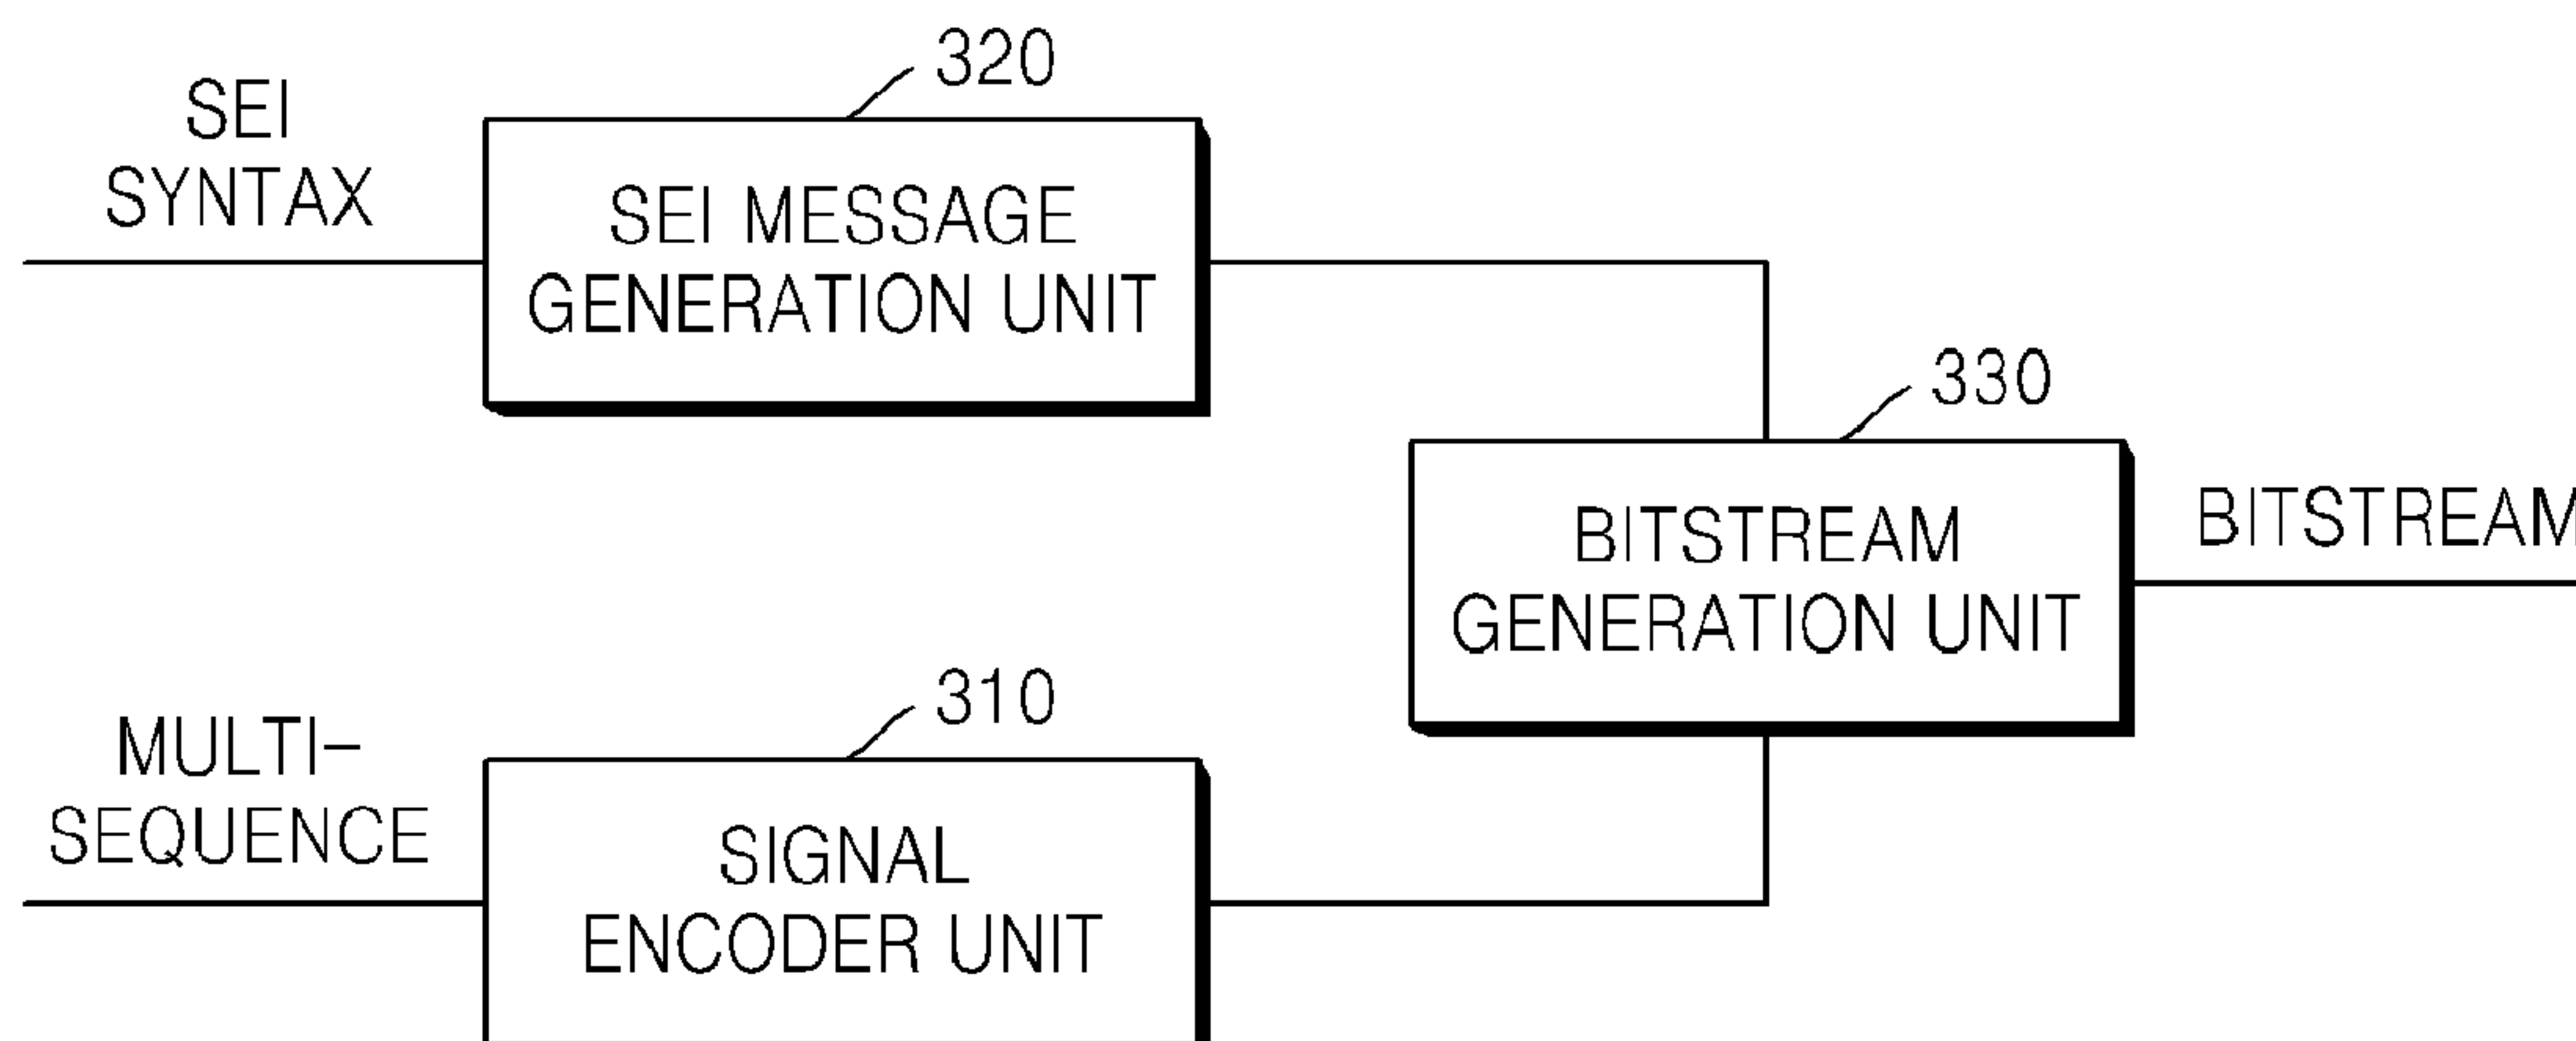 320
SEI
SYNTAX
SEI MESSAGE
GENERATION UNIT
330
BITSTREAM
GENERATION UNIT
BITSTREAM
310
MULTI-
SEQUENCE
SIGNAL
ENCODER UNIT